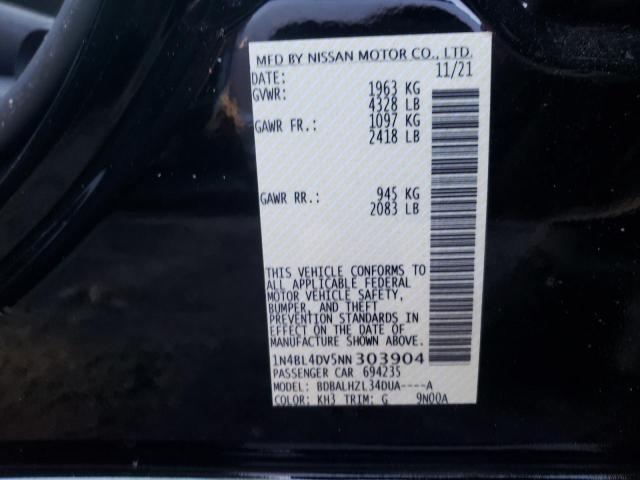 MFD BY NISSAN MOTOR CO., LTD.
DATE: 11/21
GVWR: 1963 KG
4328 LB
GAWR FR.: 1097 KG
2418 LB
GAWR RR.: 945 KG
2083 LB
THIS VEHICLE CONFORMS TO
ALL APPLICABLE FEDERAL
MOTOR VEHICLE SAFETY,
BUMPER, AND THEFT
PREVENTION STANDARDS IN
EFFECT ON THE DATE OF
MANUFACTURE SHOWN ABOVE.
1N4BL4DV5NN303904
PASSENGER CAR 694235
MODEL: BDBALHZL34DUA----A
COLOR: KH3 TRIM: G 9N00A